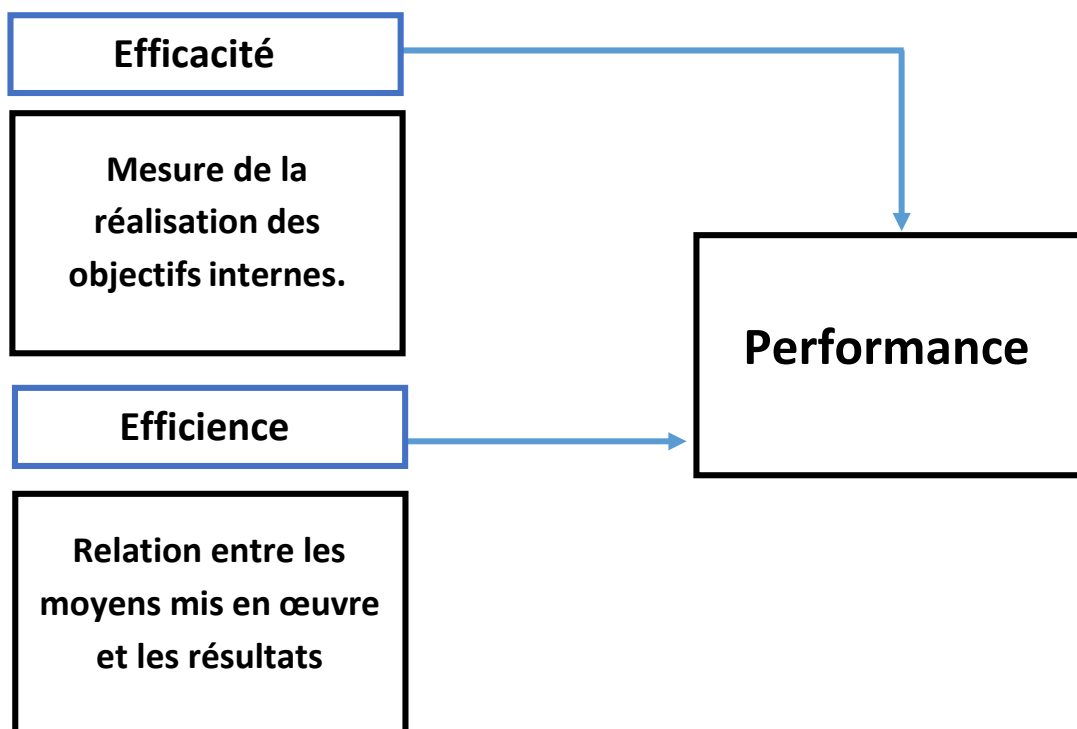 Efficacité
Mesure de la
réalisation des
objectifs internes.
Performance
Efficience
Relation entre les
moyens mis en œuvre
et les résultats